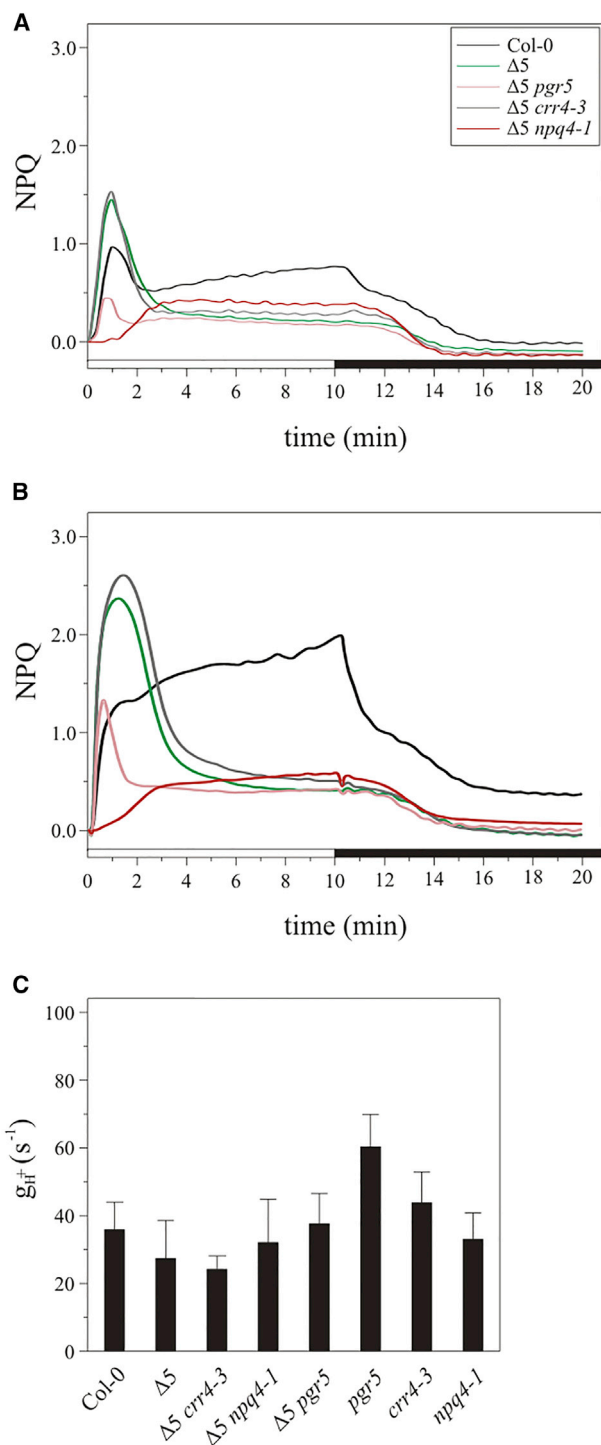 A
NPQ
3.0
2.0
1.0
0.0
Col-0
Δ5
Δ5 pgr5
Δ5 crr4-3
Δ5 npq4-1
0 2 4 6 8 10 12 14 16 18 20
time (min)
B
NPQ
3.0
2.0
1.0
0.0
0 2 4 6 8 10 12 14 16 18 20
time (min)
C
gH+ (s-1)
100
80
60
40
20
0
Col-0
Δ5
Δ5 crr4-3
Δ5 npq4-1
Δ5 pgr5
pgr5
crr4-3
npq4-1